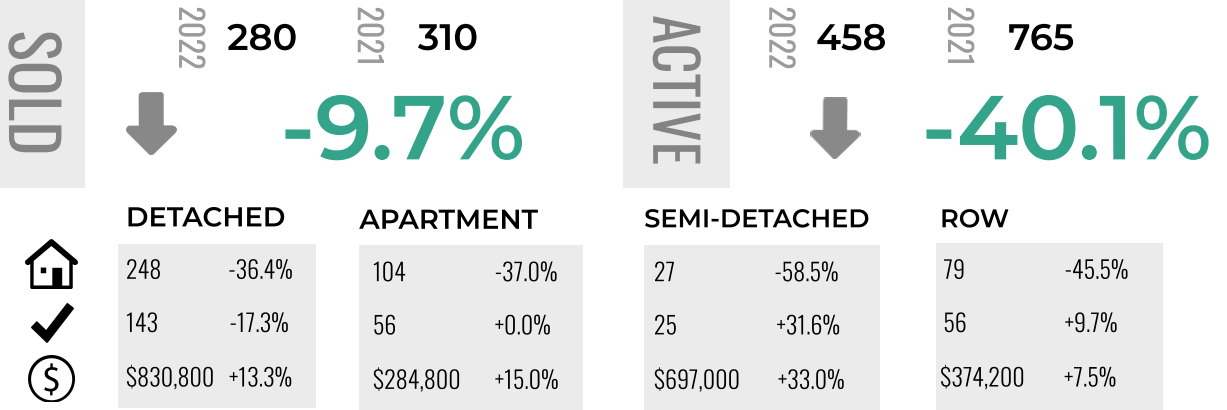 SOLD
2022 280 2021 310
-9.7%
ACTIVE
2022 458 2021 765
-40.1%
DETACHED APARTMENT SEMI-DETACHED ROW
248 -36.4% 104 -37.0% 27 -58.5% 79 -45.5%
143 -17.3% 56 +0.0% 25 +31.6% 56 +9.7%
$ $830,800 +13.3% $284,800 +15.0% $697,000 +33.0% $374,200 +7.5%